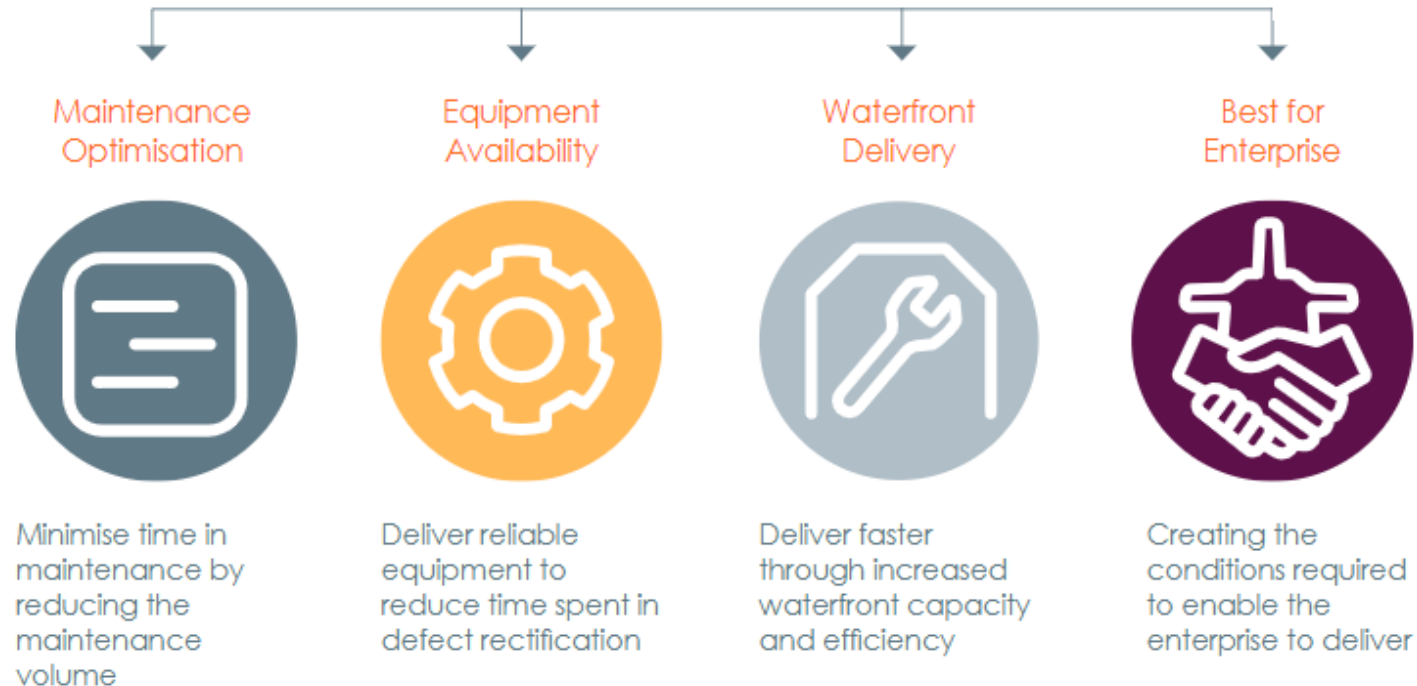 Maintenance
Optimisation
Equipment
Availability
Waterfront
Delivery
Best for
Enterprise
Minimise time in
maintenance by
reducing the
maintenance
volume
Deliver reliable
equipment to
reduce time spent in
defect rectification
Deliver faster
through increased
waterfront capacity
and efficiency
Creating the
conditions required
to enable the
enterprise to deliver